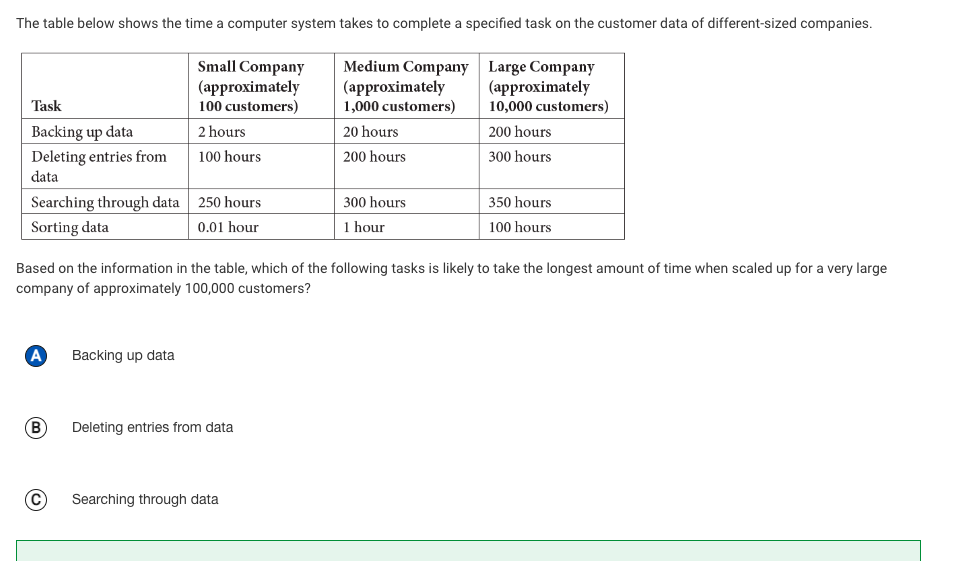 The table below shows the time a computer system takes to complete a specified task on the customer data of different-sized companies.
Task | Small Company (approximately 100 customers) | Medium Company (approximately 1,000 customers) | Large Company (approximately 10,000 customers)
Backing up data | 2 hours | 20 hours | 200 hours
Deleting entries from data | 100 hours | 200 hours | 300 hours
Searching through data | 250 hours | 300 hours | 350 hours
Sorting data | 0.01 hour | 1 hour | 100 hours
Based on the information in the table, which of the following tasks is likely to take the longest amount of time when scaled up for a very large
company of approximately 100,000 customers?
A Backing up data
B Deleting entries from data
C Searching through data